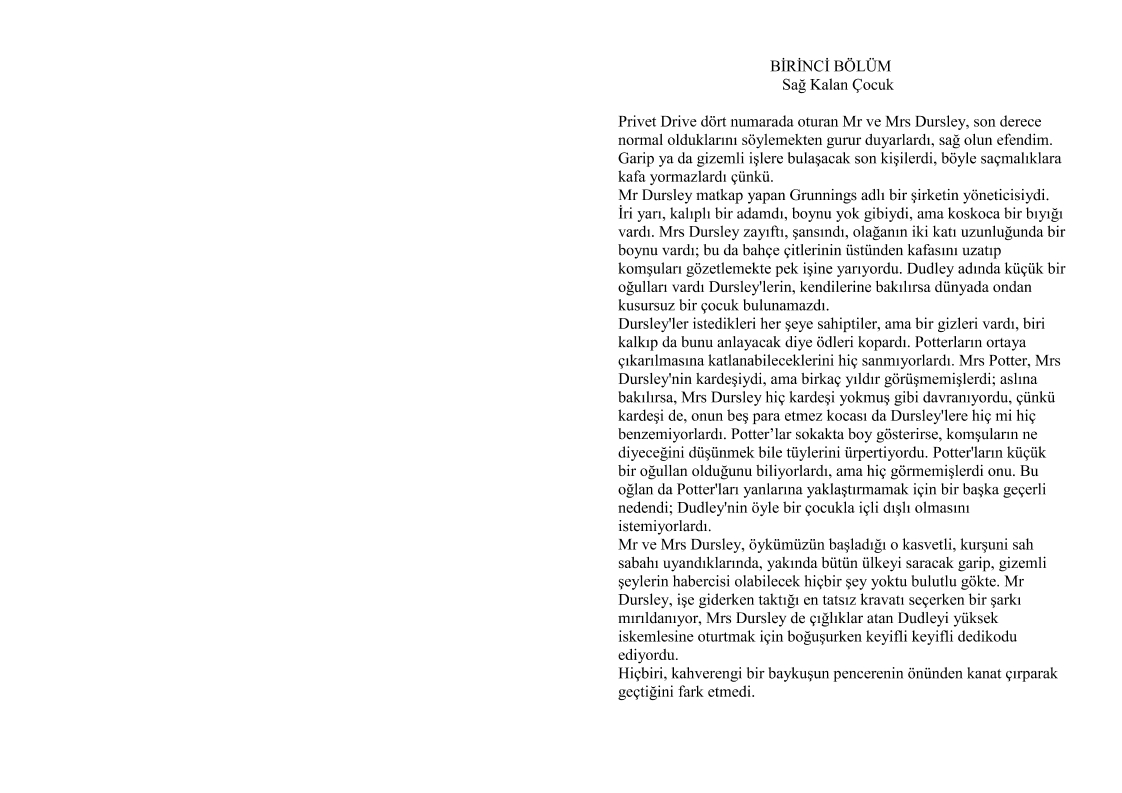 BİRİNCİ BÖLÜM
Sağ Kalan Çocuk
Privet Drive dört numarada oturan Mr ve Mrs Dursley, son derece
normal olduklarını söylemekten gurur duyarlardı, sağ olun efendim.
Garip ya da gizemli işlere bulaşacak son kişilerdi, böyle saçmalıklara
kafa yormazlardı çünkü.
Mr Dursley matkap yapan Grunnings adlı bir şirketin yöneticisiydi.
İri yarı, kalıplı bir adamdı, boynu yok gibiydi, ama koskoca bir bıyığı
vardı. Mrs Dursley zayıftı, şansındı, olağanın iki katı uzunluğunda bir
boynu vardı; bu da bahçe çitlerinin üstünden kafasını uzatıp
komşuları gözetlemekte pek işine yarıyordu. Dudley adında küçük bir
oğulları vardı Dursley'lerin, kendilerine bakılırsa dünyada ondan
kusursuz bir çocuk bulunamazdı.
Dursley'ler istedikleri her şeye sahiptiler, ama bir gizleri vardı, biri
kalkıp da bunu anlayacak diye ödleri kopardı. Potterların ortaya
çıkarılmasına katlanabileceklerini hiç sanmıyorlardı. Mrs Potter, Mrs
Dursley'nin kardeşiydi, ama birkaç yıldır görüşmemişlerdi; aslına
bakılırsa, Mrs Dursley hiç kardeşi yokmuş gibi davranıyordu, çünkü
kardeşi de, onun beş para etmez kocası da Dursley'lere hiç mi hiç
benzemiyorlardı. Potter’lar sokakta boy gösterirse, komşuların ne
diyeceğini düşünmek bile tüylerini ürpertiyordu. Potter'ların küçük
bir oğullan olduğunu biliyorlardı, ama hiç görmemişlerdi onu. Bu
oğlan da Potter'ları yanlarına yaklaştırmamak için bir başka geçerli
nedendi; Dudley'nin öyle bir çocukla içli dışlı olmasını
istemiyorlardı.
Mr ve Mrs Dursley, öykümüzün başladığı o kasvetli, kurşuni sah
sabahı uyandıklarında, yakında bütün ülkeyi saracak garip, gizemli
şeylerin habercisi olabilecek hiçbir şey yoktu bulutlu gökte. Mr
Dursley, işe giderken taktığı en tatsız kravatı seçerken bir şarkı
mırıldanıyor, Mrs Dursley de çığlıklar atan Dudleyi yüksek
iskemlesine oturtmak için boğuşurken keyifli keyifli dedikodu
ediyordu.
Hiçbiri, kahverengi bir baykuşun pencerenin önünden kanat çırparak
geçtiğini fark etmedi.